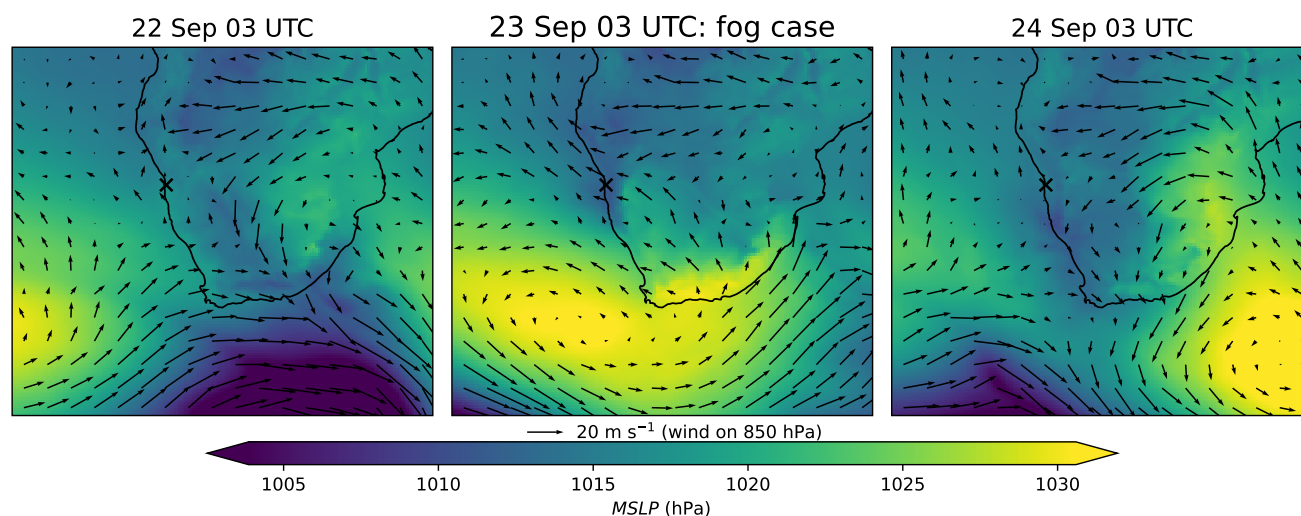 22 Sep 03 UTC
23 Sep 03 UTC: fog case
24 Sep 03 UTC
20 m s⁻¹ (wind on 850 hPa)
1005 1010 1015 1020 1025 1030
MSLP (hPa)